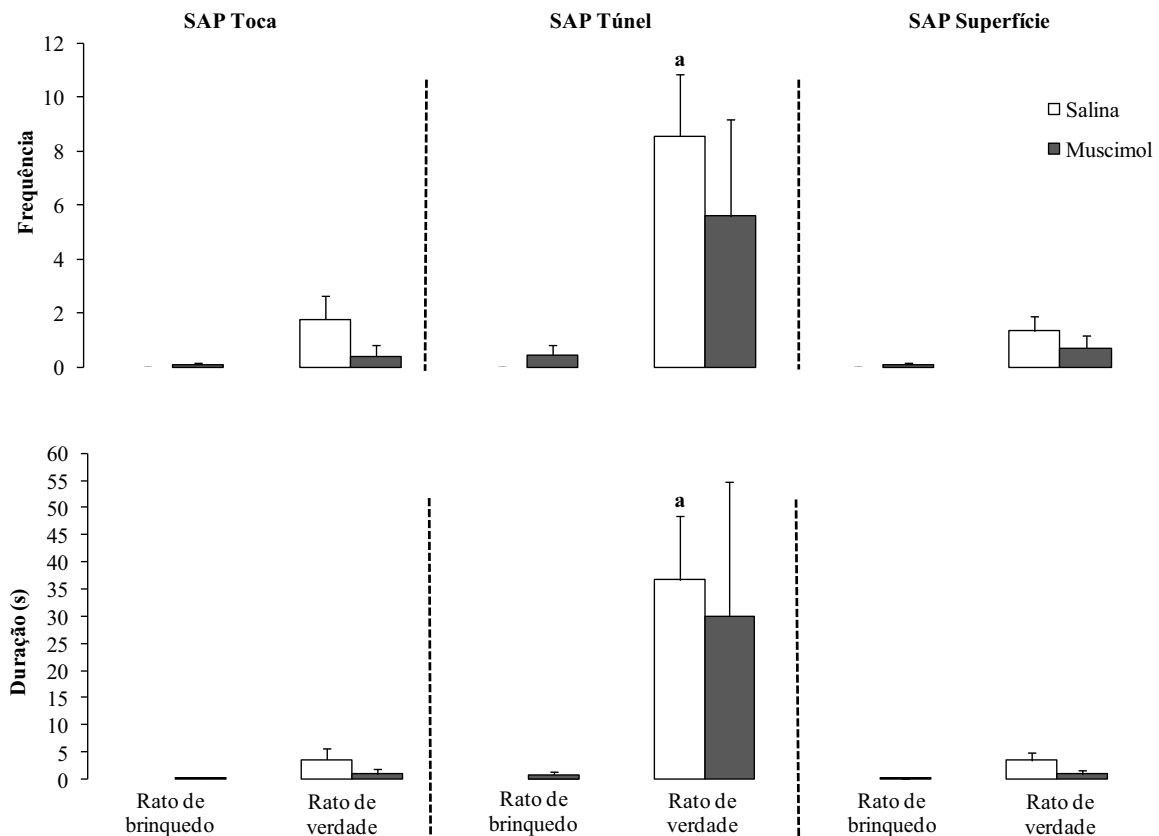 SAP Toca
SAP Túnel
SAP Superfície
Frequência
12
10
8
6
4
2
0
a
Salina
Muscimol
Duração (s)
60
55
50
45
40
35
30
25
20
15
10
5
0
a
Rato de
brinquedo
Rato de
verdade
Rato de
brinquedo
Rato de
verdade
Rato de
brinquedo
Rato de
verdade